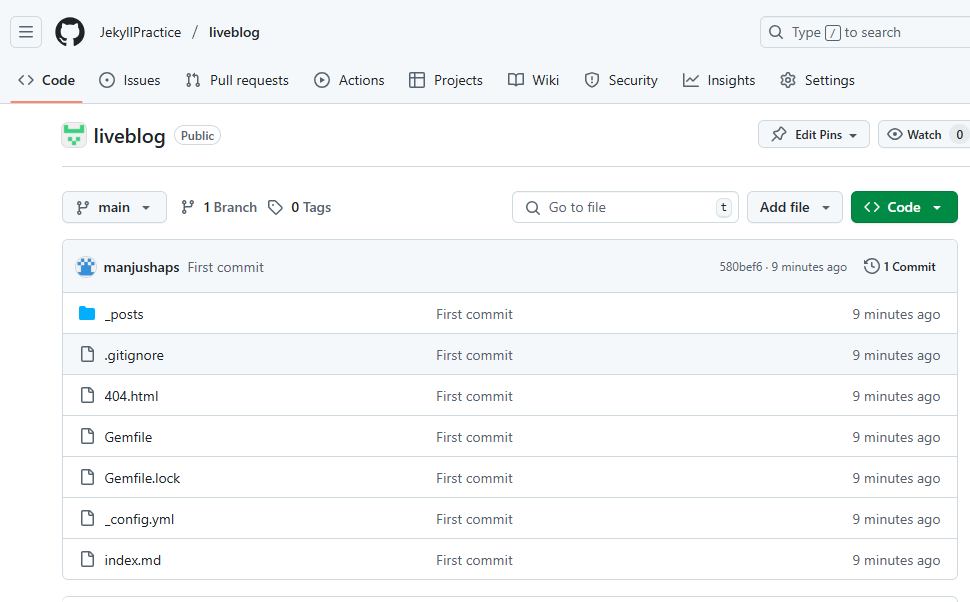 JekyllPractice / liveblog Type / to search
Code Issues Pull requests Actions Projects Wiki Security Insights Settings
liveblog Public Edit Pins Watch 0
main 1 Branch 0 Tags Go to file t Add file Code
manjushaps First commit 580bef6 · 9 minutes ago 1 Commit
_posts First commit 9 minutes ago
.gitignore First commit 9 minutes ago
404.html First commit 9 minutes ago
Gemfile First commit 9 minutes ago
Gemfile.lock First commit 9 minutes ago
_config.yml First commit 9 minutes ago
index.md First commit 9 minutes ago